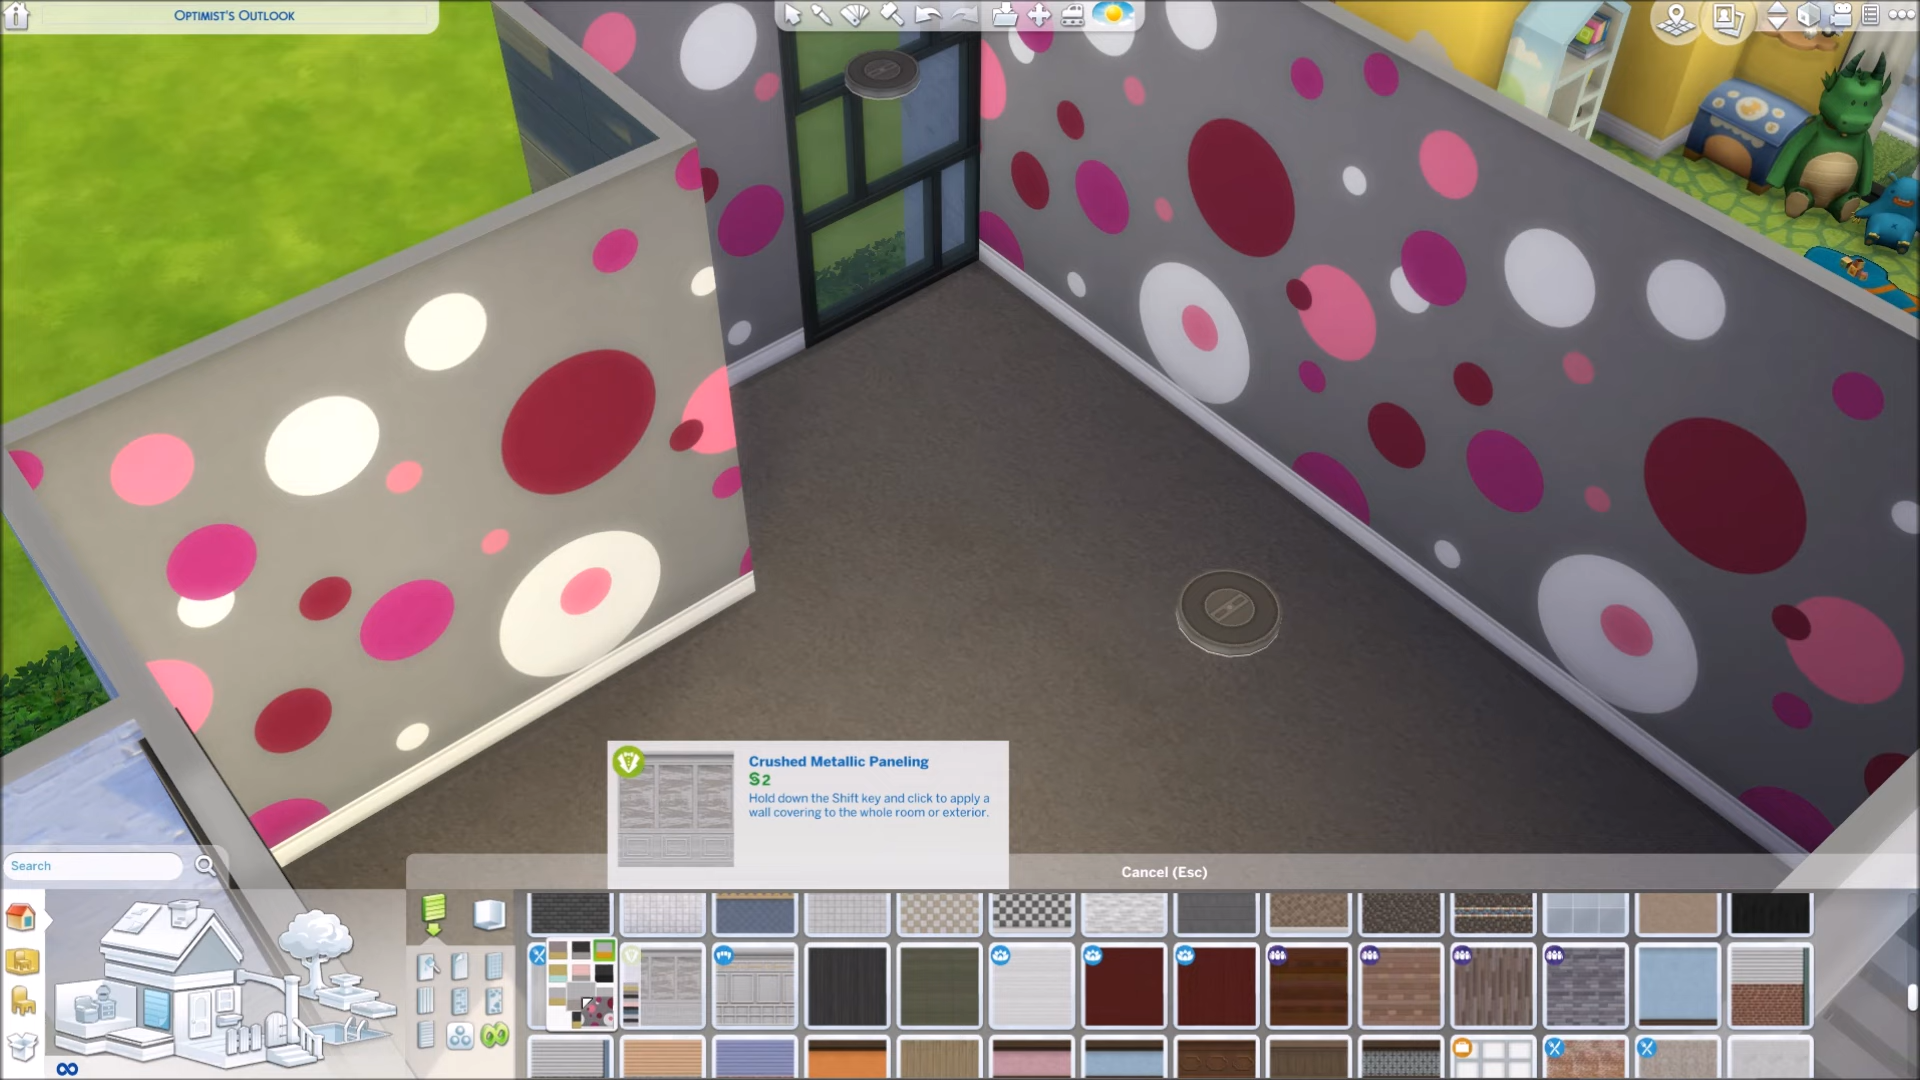 Optimist's Outlook
Crushed Metallic Paneling
§2
Hold down the Shift key and click to apply a
wall covering to the whole room or exterior.
Search
Cancel (Esc)